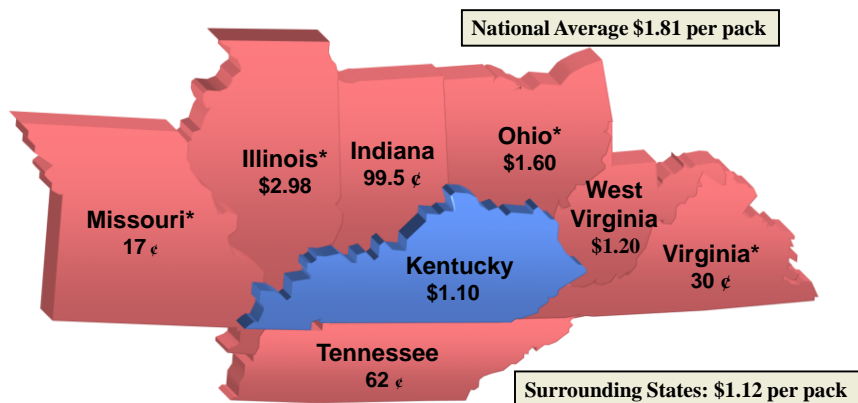 National Average $1.81 per pack
Illinois*
$2.98
Indiana
99.5 ¢
Ohio*
$1.60
Missouri*
17 ¢
West
Virginia
$1.20
Virginia*
30 ¢
Kentucky
$1.10
Tennessee
62 ¢
Surrounding States: $1.12 per pack